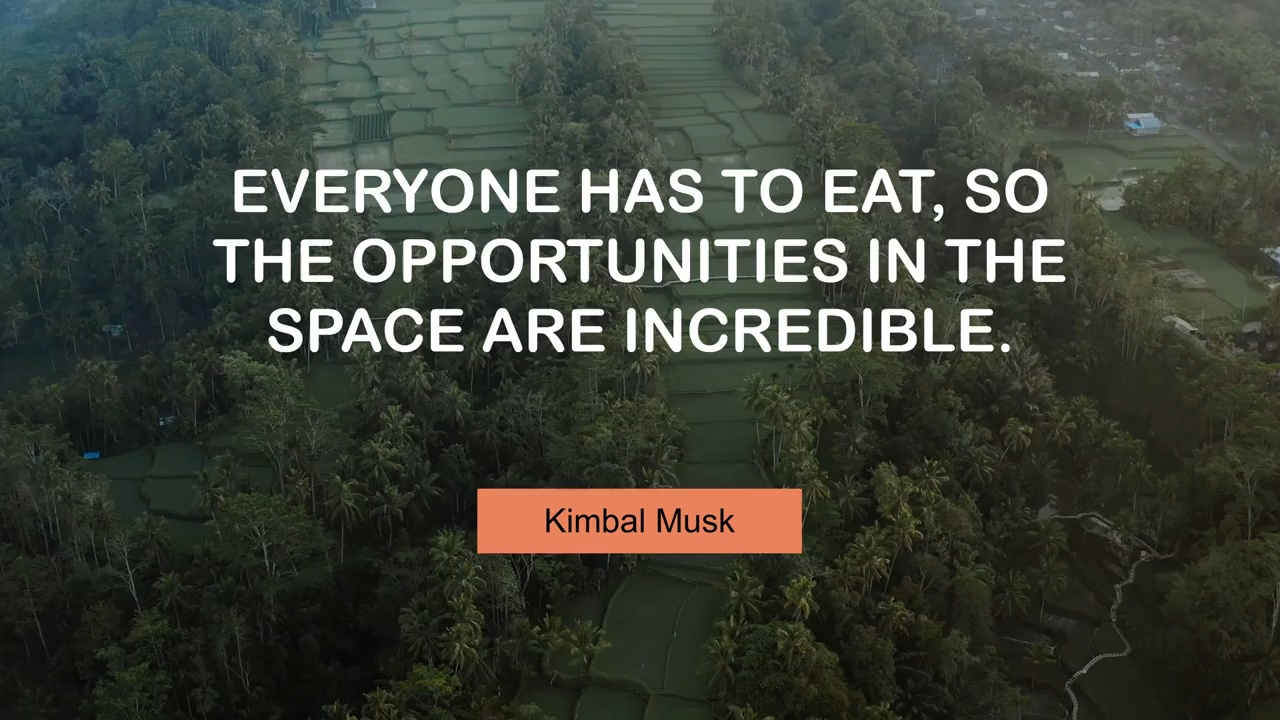 EVERYONE HAS TO EAT, SO
THE OPPORTUNITIES IN THE
SPACE ARE INCREDIBLE.
Kimbal Musk